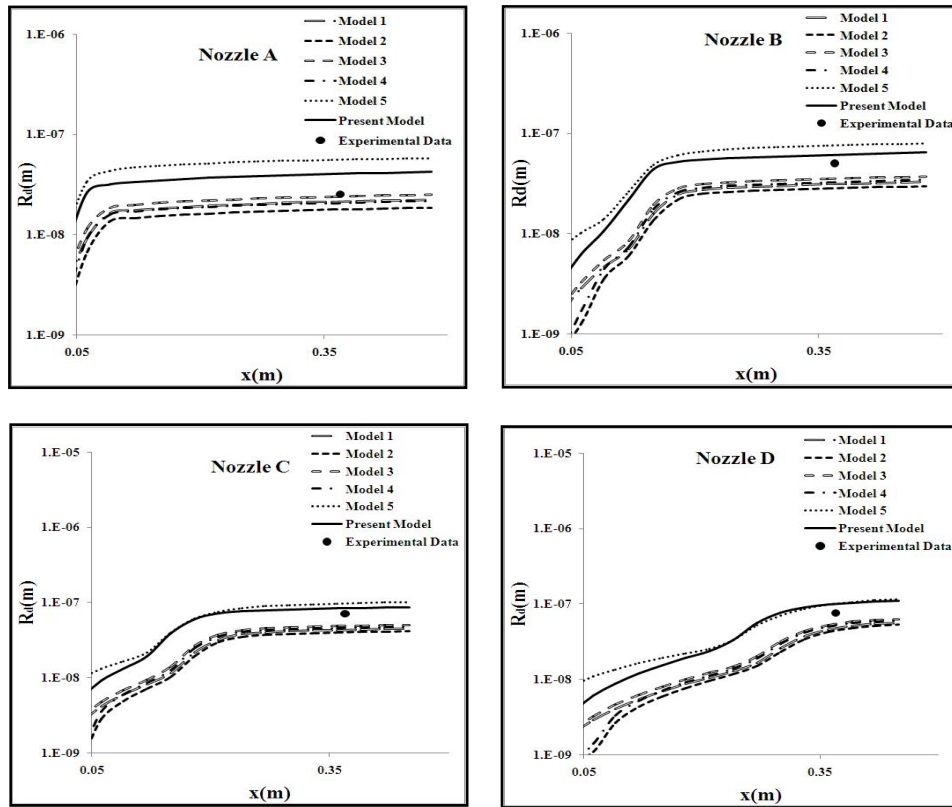 1.E-06
Nozzle A
Model 1
Model 2
Model 3
Model 4
Model 5
Present Model
Experimental Data
1.E-07
1.E-08
1.E-09
Rd(m)
0.05
0.35
x(m)
1.E-06
Nozzle B
Model 1
Model 2
Model 3
Model 4
Model 5
Present Model
Experimental Data
1.E-07
1.E-08
1.E-09
Rd(m)
0.05
0.35
x(m)
1.E-05
Nozzle C
Model 1
Model 2
Model 3
Model 4
Model 5
Present Model
Experimental Data
1.E-06
1.E-07
1.E-08
1.E-09
Rd(m)
0.05
0.35
x(m)
1.E-05
Nozzle D
Model 1
Model 2
Model 3
Model 4
Model 5
Present Model
Experimental Data
1.E-06
1.E-07
1.E-08
1.E-09
Rd(m)
0.05
0.35
x(m)